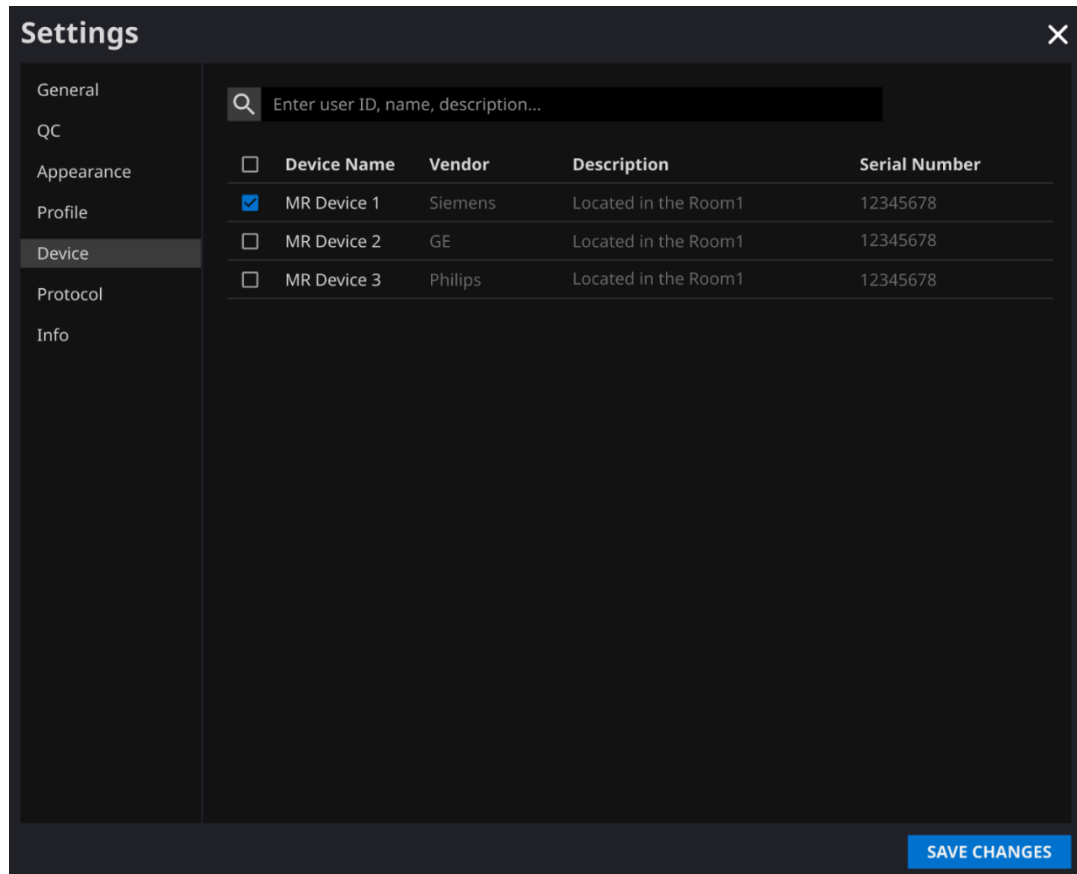 Settings
General
QC
Appearance
Profile
Device
Protocol
Info
Enter user ID, name, description...
Device Name Vendor Description Serial Number
MR Device 1 Siemens Located in the Room1 12345678
MR Device 2 GE Located in the Room1 12345678
MR Device 3 Philips Located in the Room1 12345678
SAVE CHANGES